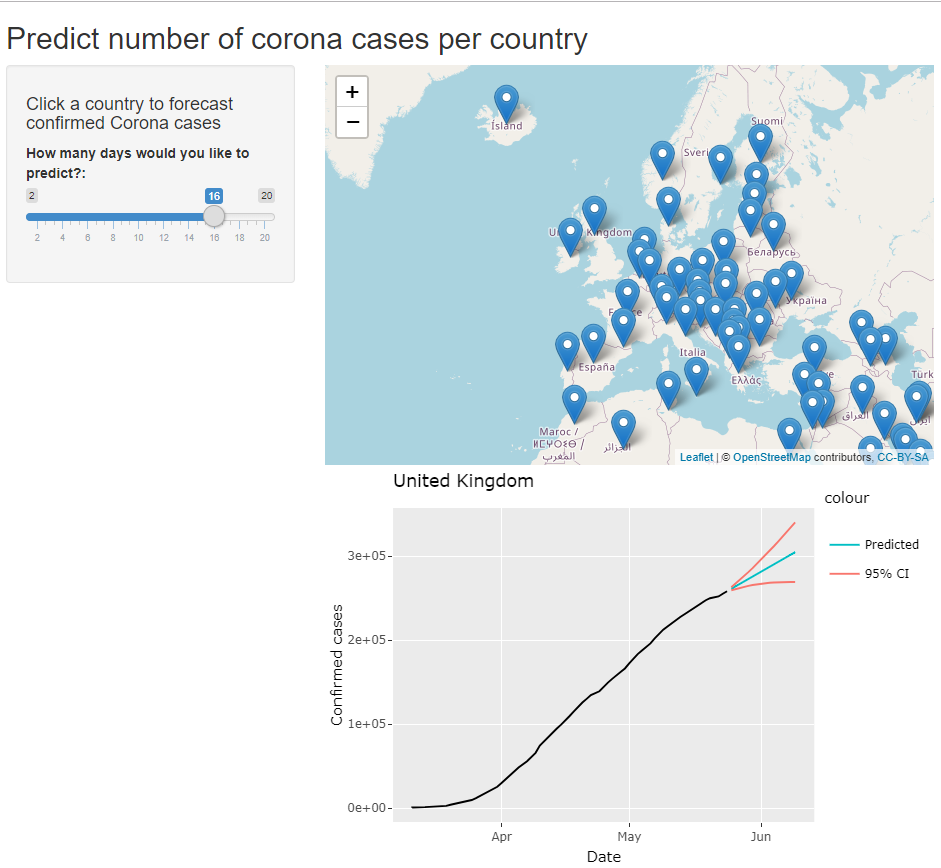 Predict number of corona cases per country
Click a country to forecast
confirmed Corona cases
How many days would you like to
predict?:
2 16 20
2 4 6 8 10 12 14 16 18 20
+
−
Ísland
Suomi
Sveri
Un Kingdom
Беларусь
Україна
Italia
España
Ελλάς
Türk
العراق
Maroc /
ⵍⵎⵖⵔⵉⴱ /
المغرب
الجزائر
Leaflet | © OpenStreetMap contributors, CC-BY-SA
United Kingdom
colour
Predicted
95% CI
3e+05
2e+05
1e+05
0e+00
Confirmed cases
Apr May Jun
Date